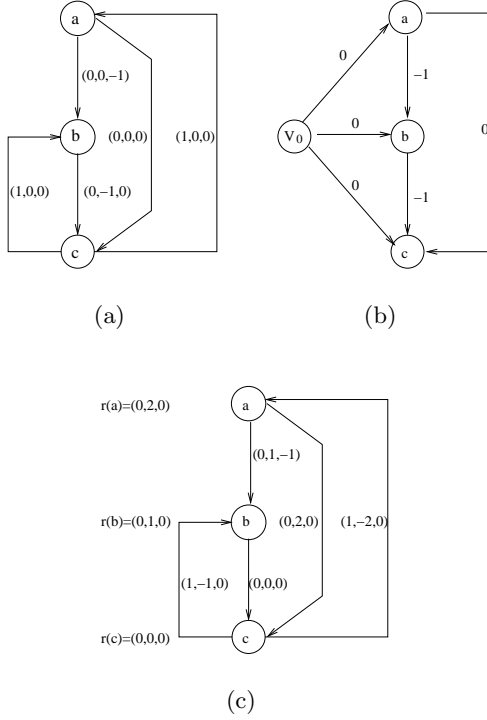 a
(0,0,–1)
b
(0,0,0)
(1,0,0)
(1,0,0)
(0,–1,0)
c
(a)
a
0
–1
V0
0
b
0
0
–1
c
(b)
r(a)=(0,2,0)
a
(0,1,–1)
r(b)=(0,1,0)
b
(0,2,0)
(1,–2,0)
(1,–1,0)
(0,0,0)
r(c)=(0,0,0)
c
(c)